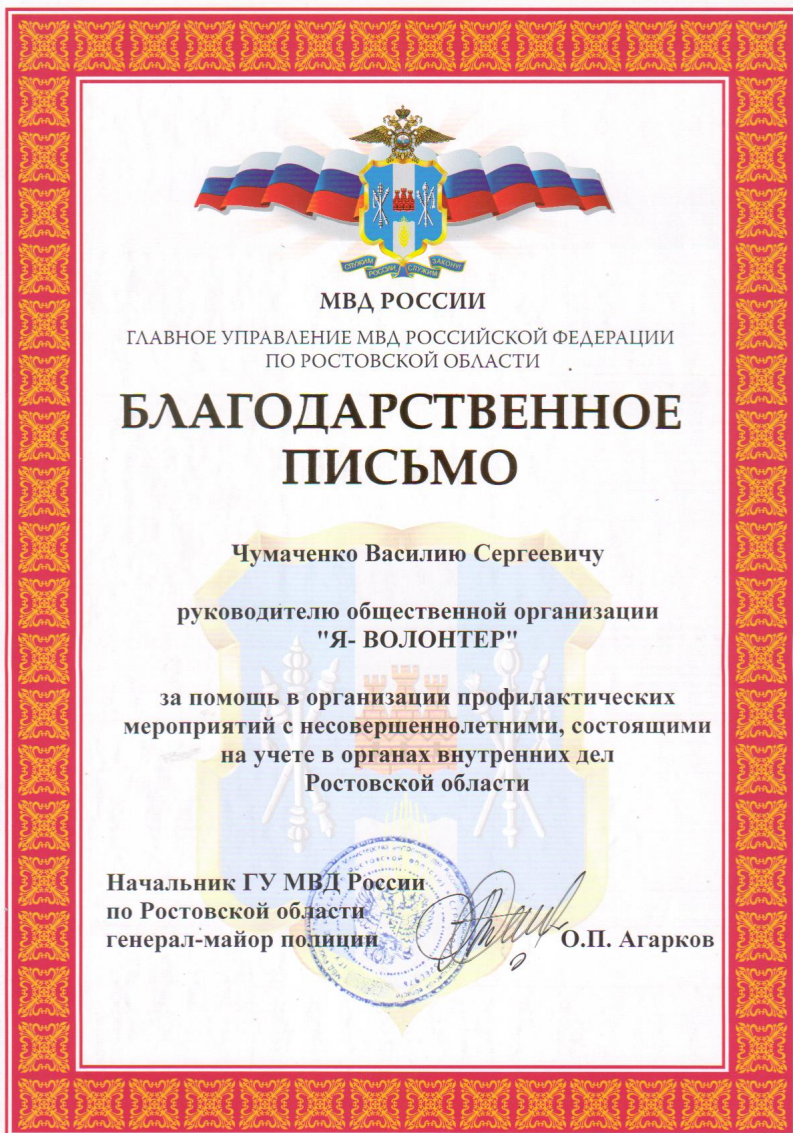 СЛУЖИМ РОССИИ СЛУЖИМ ЗАКОНУ!
МВД РОССИИ
ГЛАВНОЕ УПРАВЛЕНИЕ МВД РОССИЙСКОЙ ФЕДЕРАЦИИ
ПО РОСТОВСКОЙ ОБЛАСТИ
БЛАГОДАРСТВЕННОЕ
ПИСЬМО
Чумаченко Василию Сергеевичу
руководителю общественной организации
"Я- ВОЛОНТЕР"
за помощь в организации профилактических
мероприятий с несовершеннолетними, состоящими
на учете в органах внутренних дел
Ростовской области
Начальник ГУ МВД России
по Ростовской области
генерал-майор полиции
О.П. Агарков